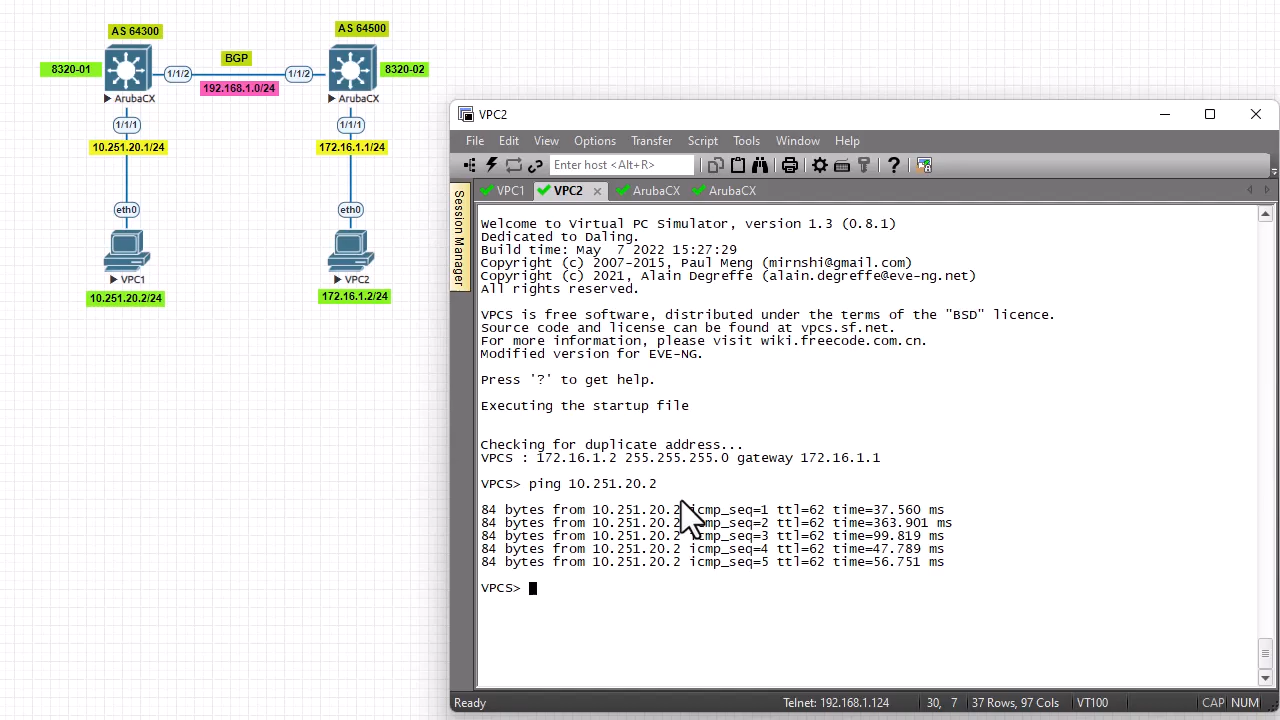 AS 64300
AS 64500
BGP
8320-01
1/1/2
1/1/2
8320-02
192.168.1.0/24
ArubaCX
ArubaCX
1/1/1
1/1/1
10.251.20.1/24
172.16.1.1/24
eth0
eth0
VPC1
VPC2
10.251.20.2/24
172.16.1.2/24
VPC2
File Edit View Options Transfer Script Tools Window Help
Enter host <Alt+R>
Session Manager
VPC1 VPC2 ArubaCX ArubaCX
Welcome to Virtual PC Simulator, version 1.3 (0.8.1)
Dedicated to Daling.
Build time: May  7 2022 15:27:29
Copyright (c) 2007-2015, Paul Meng (mirnshi@gmail.com)
Copyright (c) 2021, Alain Degreffe (alain.degreffe@eve-ng.net)
All rights reserved.
VPCS is free software, distributed under the terms of the "BSD" licence.
Source code and license can be found at vpcs.sf.net.
For more information, please visit wiki.freecode.com.cn.
Modified version for EVE-NG.
Press '?' to get help.
Executing the startup file
Checking for duplicate address...
VPCS : 172.16.1.2 255.255.255.0 gateway 172.16.1.1
VPCS> ping 10.251.20.2
84 bytes from 10.251.20.2 icmp_seq=1 ttl=62 time=37.560 ms
84 bytes from 10.251.20.2 icmp_seq=2 ttl=62 time=363.901 ms
84 bytes from 10.251.20.2 icmp_seq=3 ttl=62 time=99.819 ms
84 bytes from 10.251.20.2 icmp_seq=4 ttl=62 time=47.789 ms
84 bytes from 10.251.20.2 icmp_seq=5 ttl=62 time=56.751 ms
VPCS>
Ready Telnet: 192.168.1.124 30, 7 37 Rows, 97 Cols VT100 CAP NUM